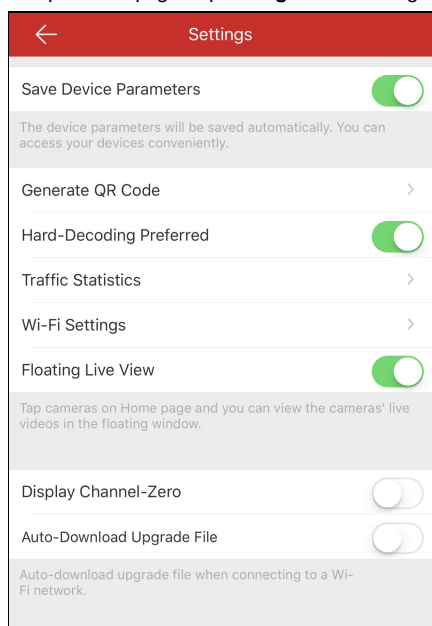 Settings
Save Device Parameters
The device parameters will be saved automatically. You can
access your devices conveniently.
Generate QR Code
Hard-Decoding Preferred
Traffic Statistics
Wi-Fi Settings
Floating Live View
Tap cameras on Home page and you can view the cameras' live
videos in the floating window.
Display Channel-Zero
Auto-Download Upgrade File
Auto-download upgrade file when connecting to a Wi-
Fi network.